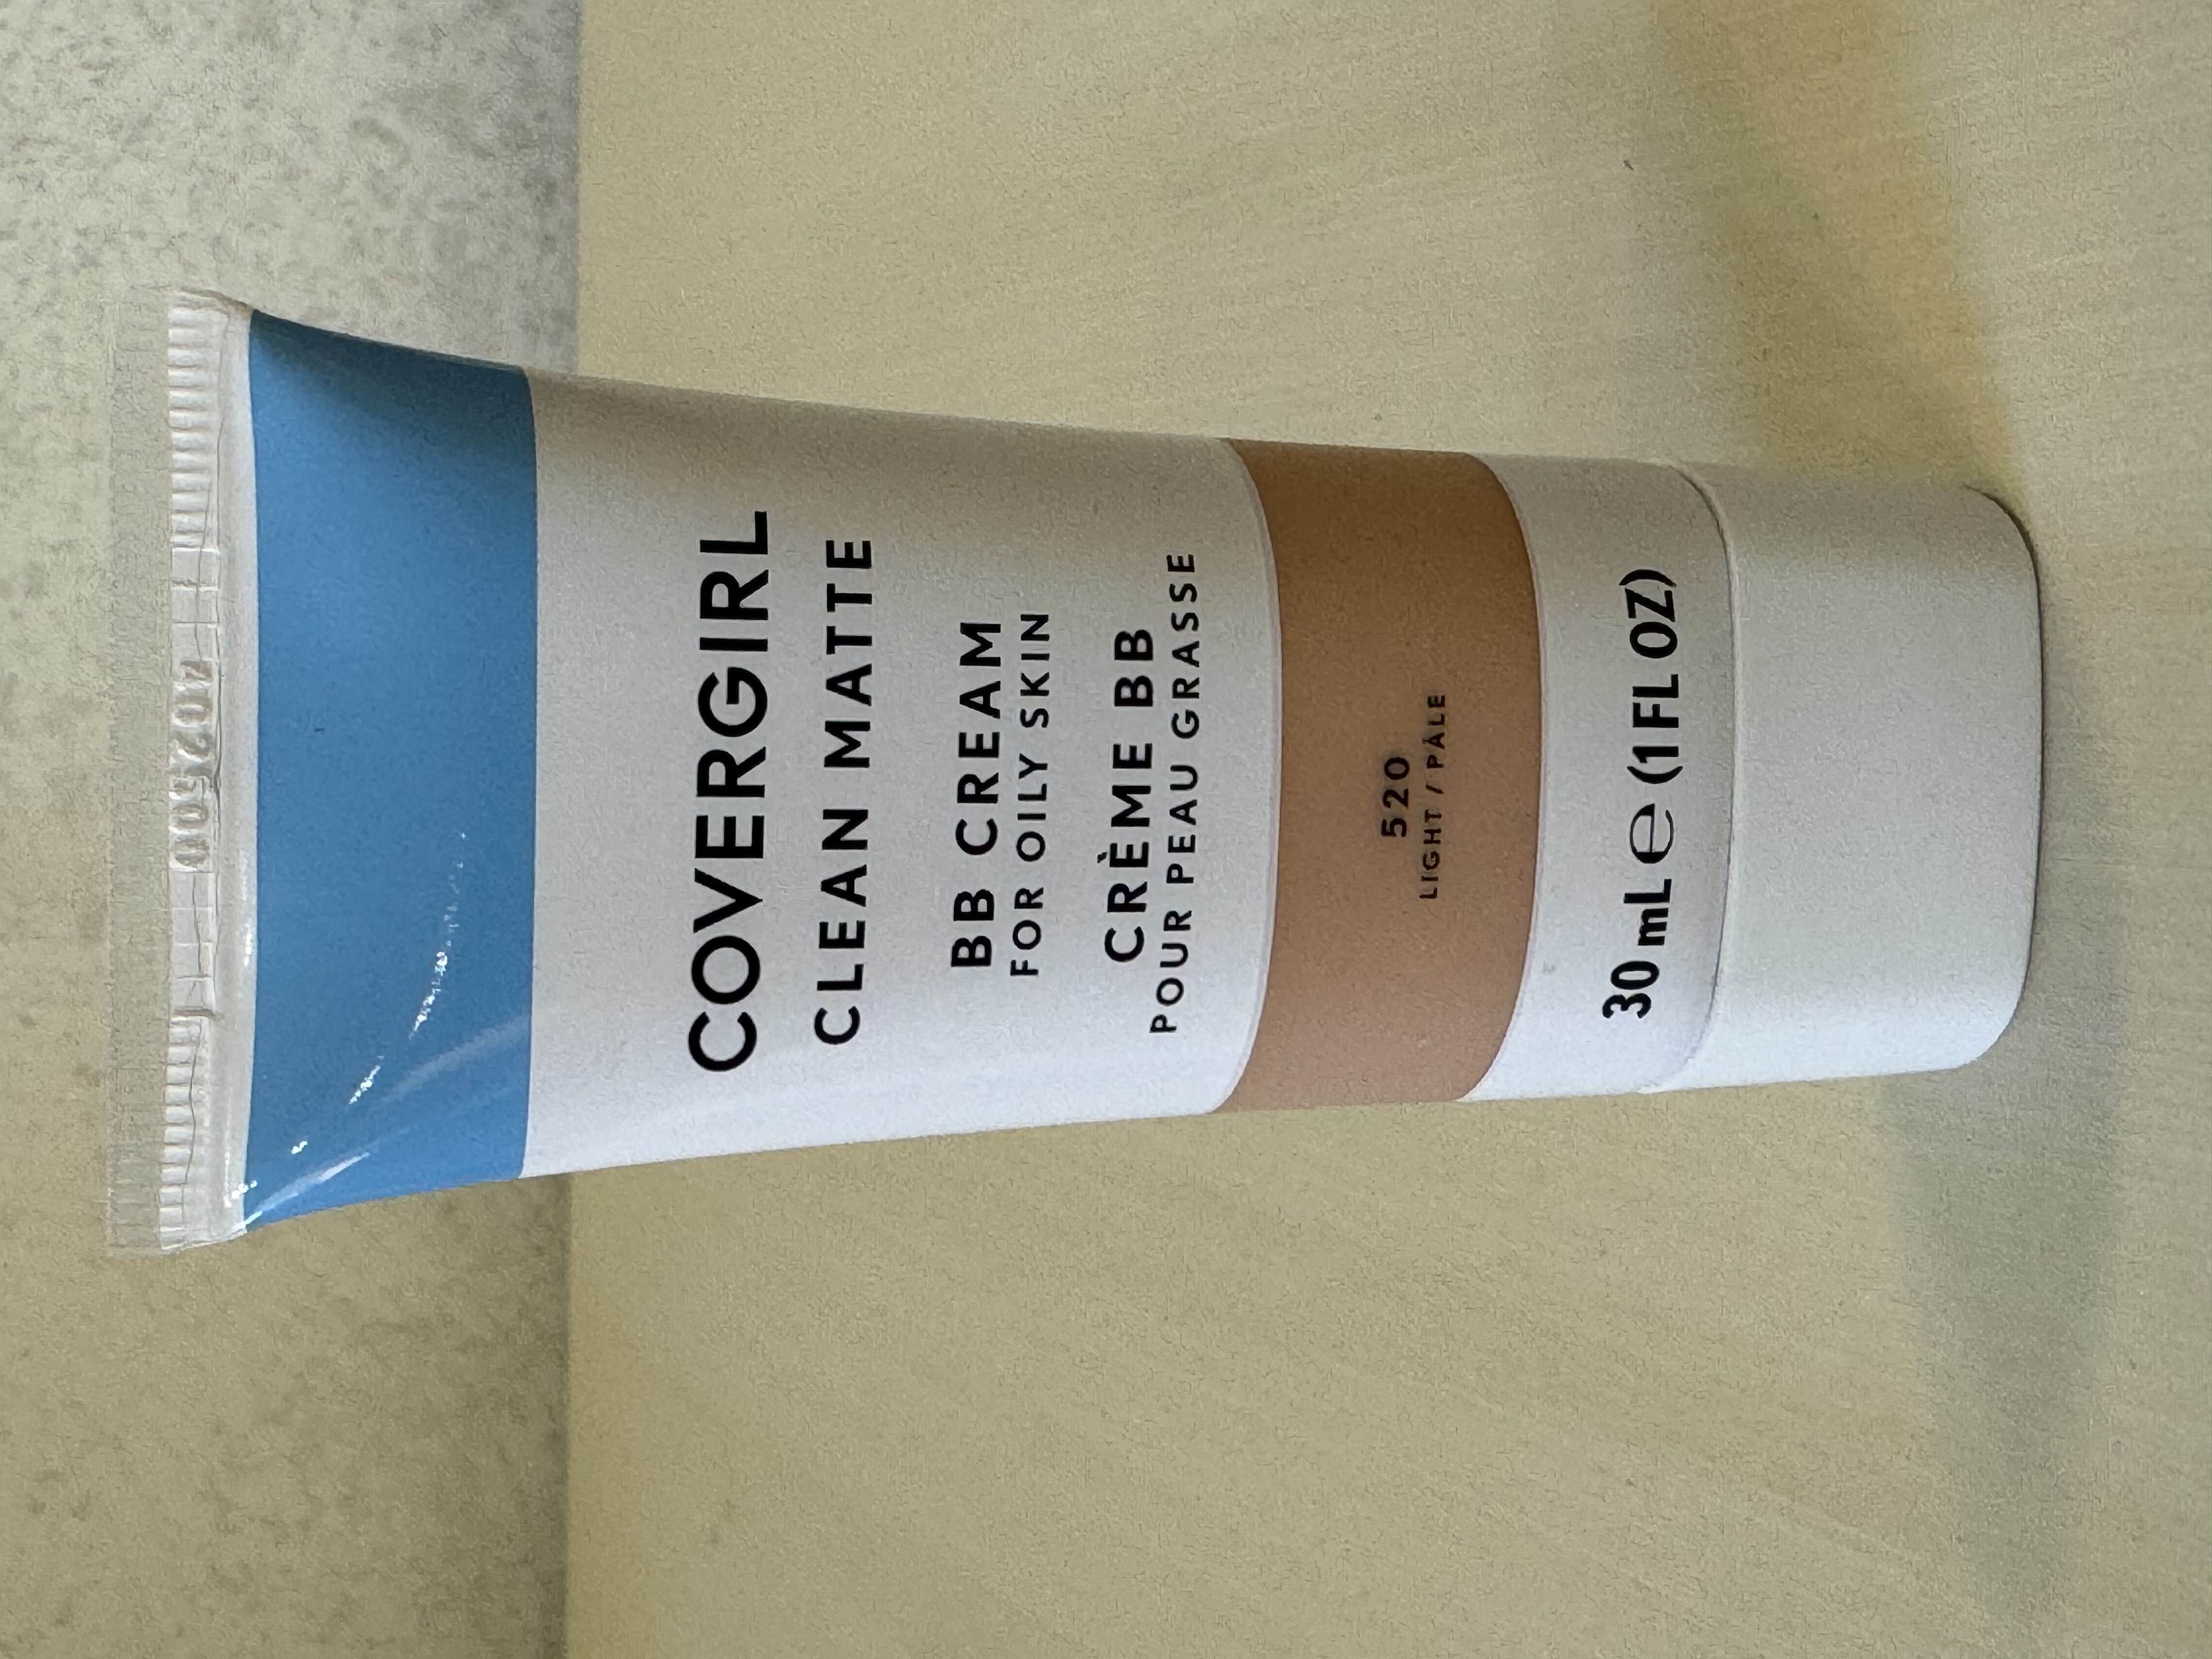 COVERGIRL
CLEAN MATTE
BB CREAM
FOR OILY SKIN
CRÈME BB
POUR PEAU GRASSE
520
LIGHT / PÂLE
30 mL ℮ (1 FL OZ)